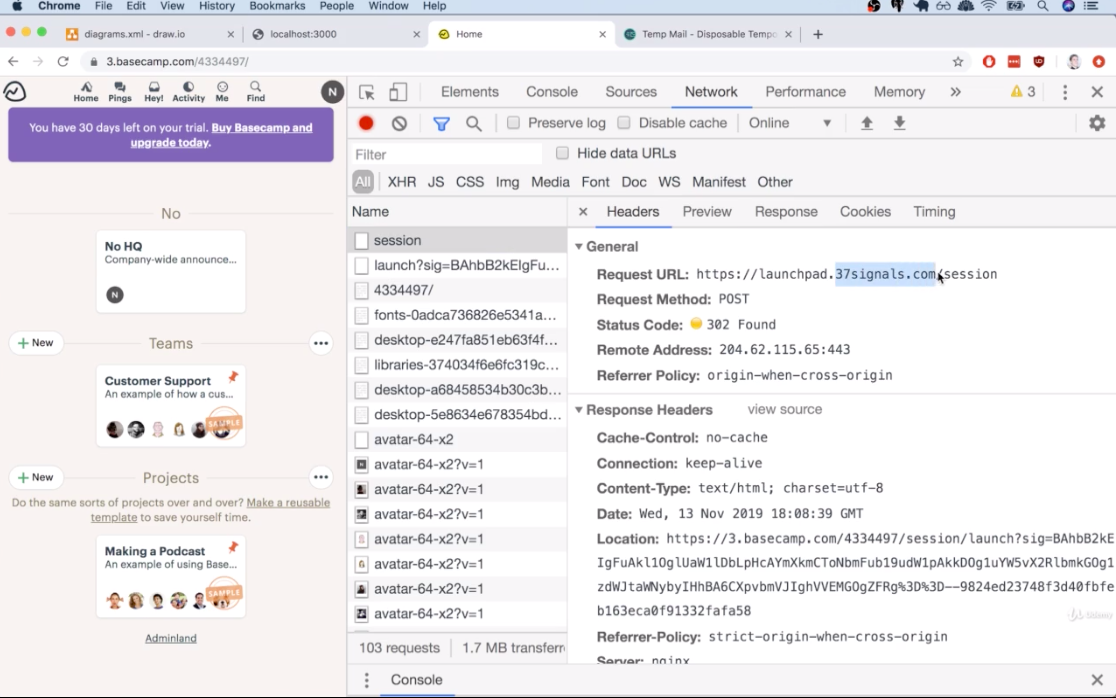 Chrome File Edit View History Bookmarks People Window Help
diagrams.xml - draw.io
localhost:3000
Home
Temp Mail - Disposable Tempo
3.basecamp.com/4334497/
Home Pings Hey! Activity Me Find
N
You have 30 days left on your trial. Buy Basecamp and
upgrade today.
No
No HQ
Company-wide announce...
N
+ New
Teams
Customer Support
An example of how a cus...
SAMPLE
+ New
Projects
Do the same sorts of projects over and over? Make a reusable
template to save yourself time.
Making a Podcast
An example of using Base...
SAMPLE
Adminland
Elements Console Sources Network Performance Memory » 3
Preserve log Disable cache Online
Filter
Hide data URLs
All XHR JS CSS Img Media Font Doc WS Manifest Other
Name
session
launch?sig=BAhbB2kEIgFu...
4334497/
fonts-0adca736826e5341a...
desktop-e247fa851eb63f4f...
libraries-374034f6e6fc319c...
desktop-a68458534b30c3b...
desktop-5e8634e678354bd...
avatar-64-x2
avatar-64-x2?v=1
avatar-64-x2?v=1
avatar-64-x2?v=1
avatar-64-x2?v=1
avatar-64-x2?v=1
avatar-64-x2?v=1
avatar-64-x2?v=1
103 requests 1.7 MB transferr
Headers Preview Response Cookies Timing
General
Request URL: https://launchpad.37signals.com/session
Request Method: POST
Status Code: 302 Found
Remote Address: 204.62.115.65:443
Referrer Policy: origin-when-cross-origin
Response Headers view source
Cache-Control: no-cache
Connection: keep-alive
Content-Type: text/html; charset=utf-8
Date: Wed, 13 Nov 2019 18:08:39 GMT
Location: https://3.basecamp.com/4334497/session/launch?sig=BAhbB2kE
IgFuAkl1OglUaW1lDbLpHcAYmXkmCToNbmFub19udW1pAkkDOg1uYW5vX2RlbmkGOg1
zdWJtaWNybyIHhBA6CXpvbmVJIghVVEMGOgZFRg%3D%3D--9824ed23748f3d40fbfe
b163eca0f91332fafa58
Referrer-Policy: strict-origin-when-cross-origin
Server: nginx
Udemy
Console